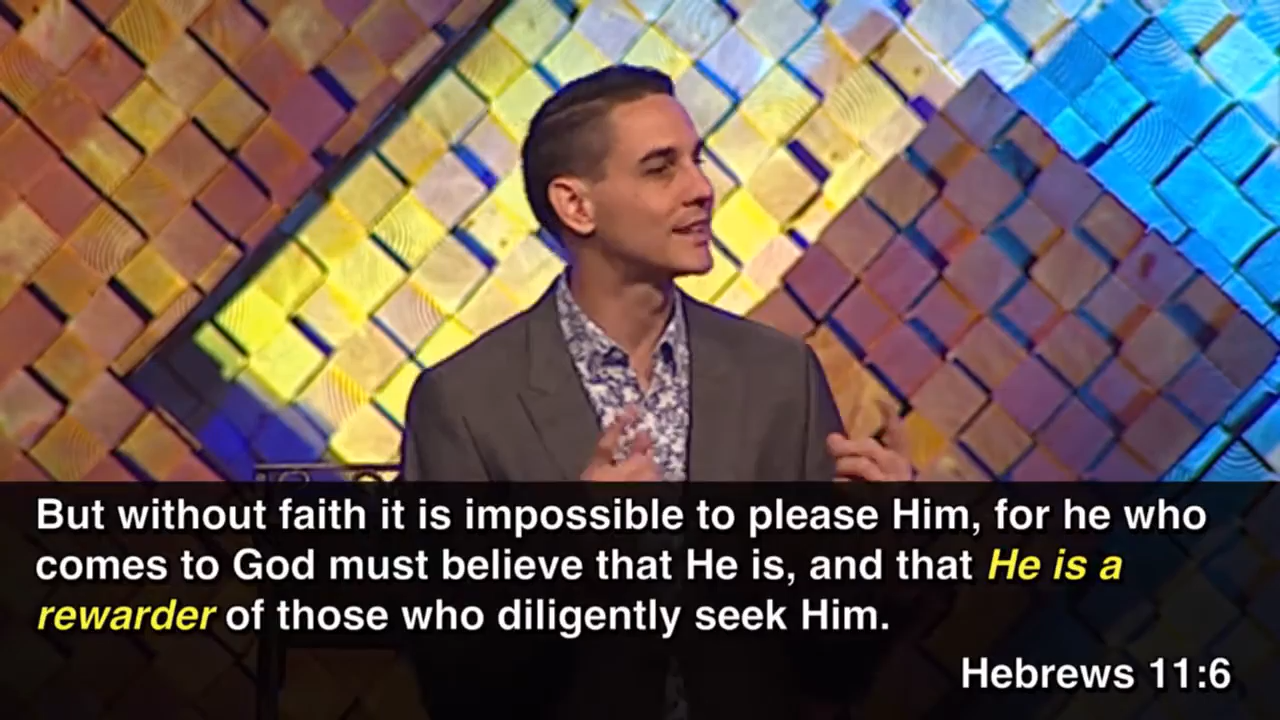 But without faith it is impossible to please Him, for he who
comes to God must believe that He is, and that He is a
rewarder of those who diligently seek Him.
Hebrews 11:6